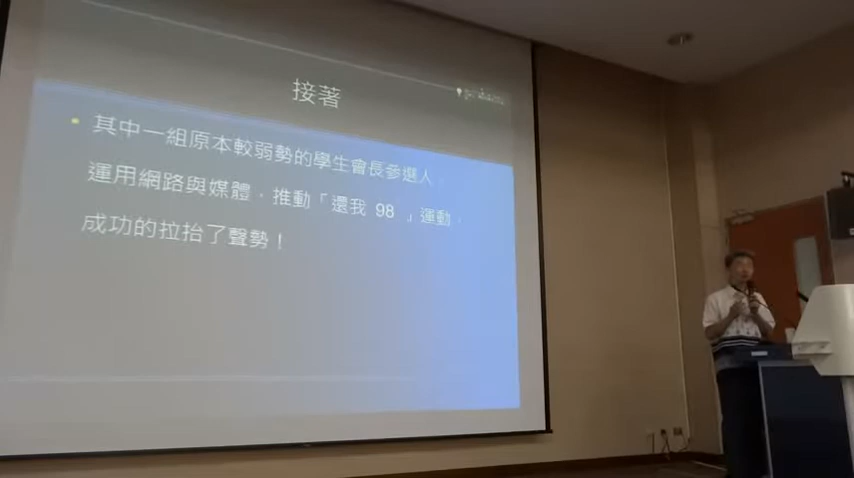 接著
其中一組原本較弱勢的學生會長參選人，
運用網路與媒體，推動「還我 98 」運動，
成功的拉抬了聲勢！